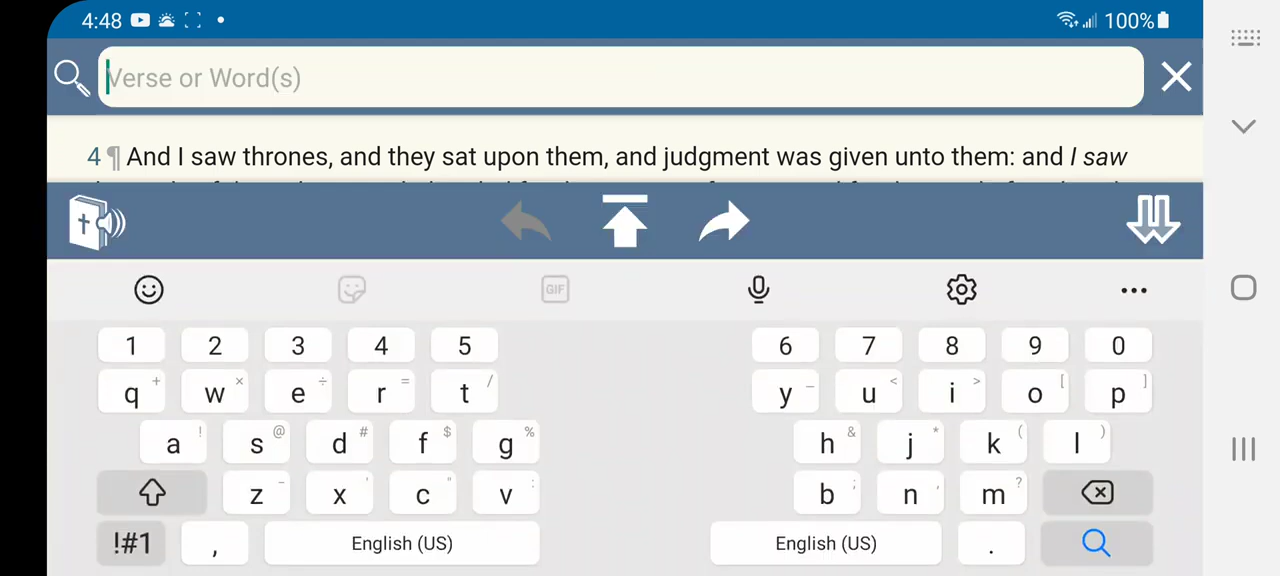 4:48 100%
Verse or Word(s)
4 ¶ And I saw thrones, and they sat upon them, and judgment was given unto them: and I saw
GIF
1 2 3 4 5 6 7 8 9 0
q + w × e ÷ r = t / y _ u < i > o [ p ]
a ! s @ d # f $ g % h & j * k ( l )
z - x ' c " v : b ; n , m ?
!#1 , English (US) English (US) .